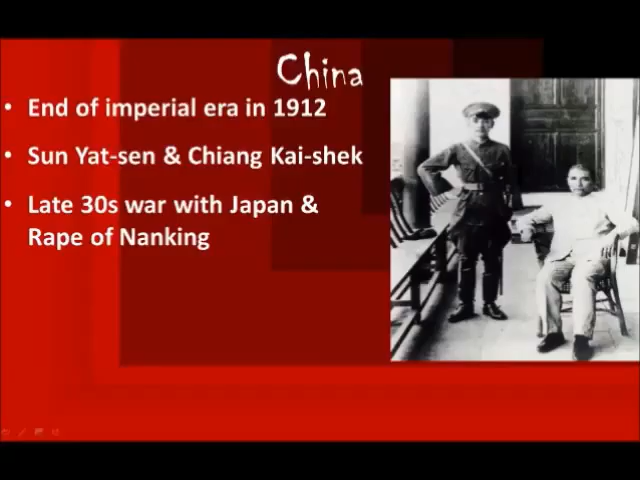 China
• End of imperial era in 1912
• Sun Yat-sen & Chiang Kai-shek
• Late 30s war with Japan &
Rape of Nanking